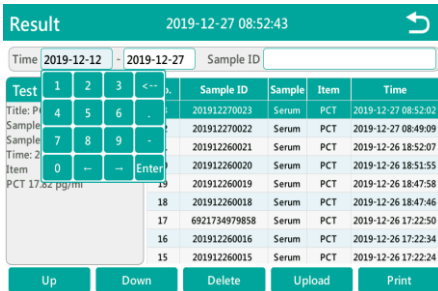 Result 2019-12-27 08:52:43
Time 2019-12-12 - 2019-12-27 Sample ID
1 2 3 <--
4 5 6 .
7 8 9 -
0 ← → Enter
Test
Title: P
Sample
Sample
Time: 2
Item
PCT 17.82 pg/ml
Sample ID Sample Item Time
201912270023 Serum PCT 2019-12-27 08:52:02
201912270022 Serum PCT 2019-12-27 08:49:09
201912260021 Serum PCT 2019-12-26 18:52:07
201912260020 Serum PCT 2019-12-26 18:51:55
19 201912260019 Serum PCT 2019-12-26 18:47:58
18 201912260018 Serum PCT 2019-12-26 18:47:46
17 6921734979858 Serum PCT 2019-12-26 17:22:50
16 201912260016 Serum PCT 2019-12-26 17:22:34
15 201912260015 Serum PCT 2019-12-26 17:22:24
Up Down Delete Upload Print